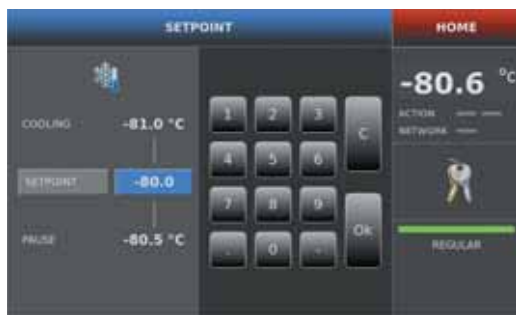 SETPOINT
HOME
-80.6 °C
ACTION — —
NETWORK —
COOLING -81.0 °C
SETPOINT -80.0
PAUSE -80.5 °C
1 2 3 C
4 5 6
7 8 9 Ok
. 0 -
REGULAR